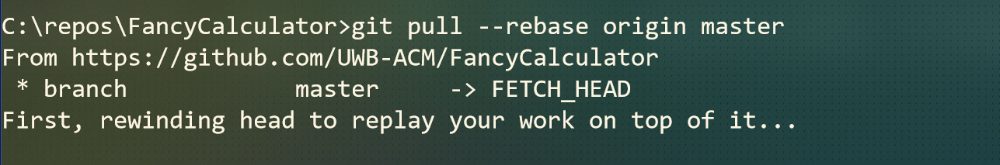 C:\repos\FancyCalculator>git pull --rebase origin master
From https://github.com/UWB-ACM/FancyCalculator
 * branch            master     -> FETCH_HEAD
First, rewinding head to replay your work on top of it...